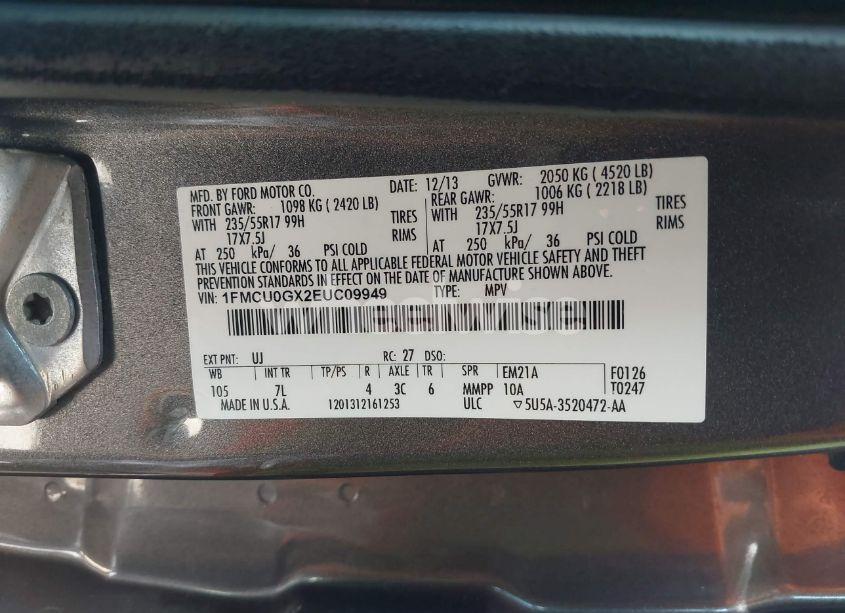 MFD. BY FORD MOTOR CO. DATE: 12/13 GVWR: 2050 KG ( 4520 LB)
FRONT GAWR: 1098 KG ( 2420 LB) REAR GAWR: 1006 KG ( 2218 LB)
WITH 235/55R17 99H TIRES WITH 235/55R17 99H TIRES
17X7.5J RIMS 17X7.5J RIMS
AT 250 kPa/ 36 PSI COLD AT 250 kPa/ 36 PSI COLD
THIS VEHICLE CONFORMS TO ALL APPLICABLE FEDERAL MOTOR VEHICLE SAFETY AND THEFT
PREVENTION STANDARDS IN EFFECT ON THE DATE OF MANUFACTURE SHOWN ABOVE.
VIN: 1FMCU0GX2EUC09949 TYPE: MPV
EXT PNT: UJ RC: 27 DSO:
WB INT TR TP/PS R AXLE TR SPR EM21A F0126
105 7L 4 3C 6 MMPP 10A T0247
MADE IN U.S.A. 1201312161253 ULC ▽5U5A-3520472-AA